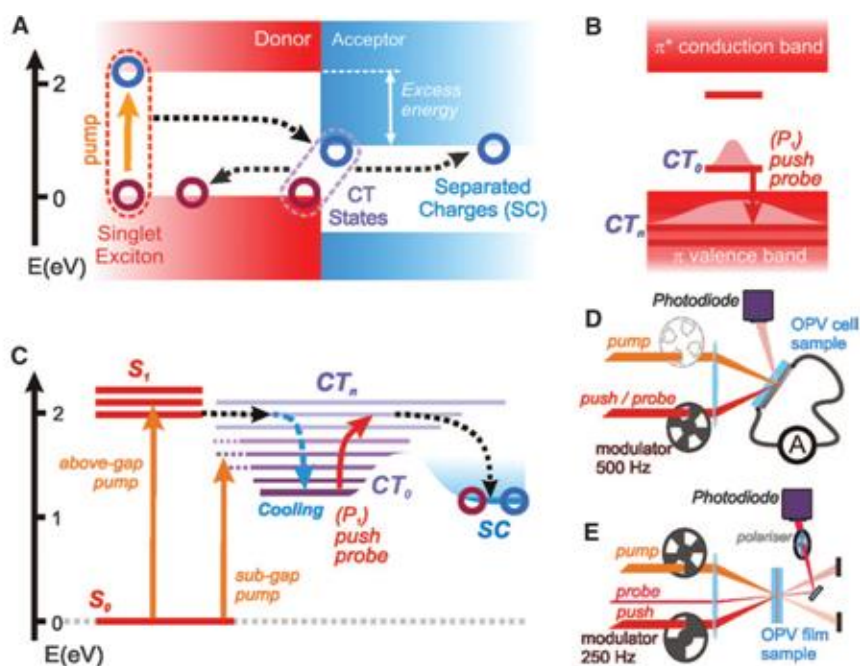 A
Donor
Acceptor
2
Excess
energy
pump
0
CT
States
Separated
Charges (SC)
Singlet
Exciton
E(eV)
B
π* conduction band
CT₀
(P₁)
push
probe
CTₙ
π valence band
C
S₁
CTₙ
2
above-gap
pump
CT₀
Cooling
(P₁)
push
probe
SC
1
sub-gap
pump
S₀
0
E(eV)
D
Photodiode
OPV cell
sample
pump
push / probe
modulator
500 Hz
A
E
Photodiode
polariser
pump
probe
push
modulator
250 Hz
OPV film
sample